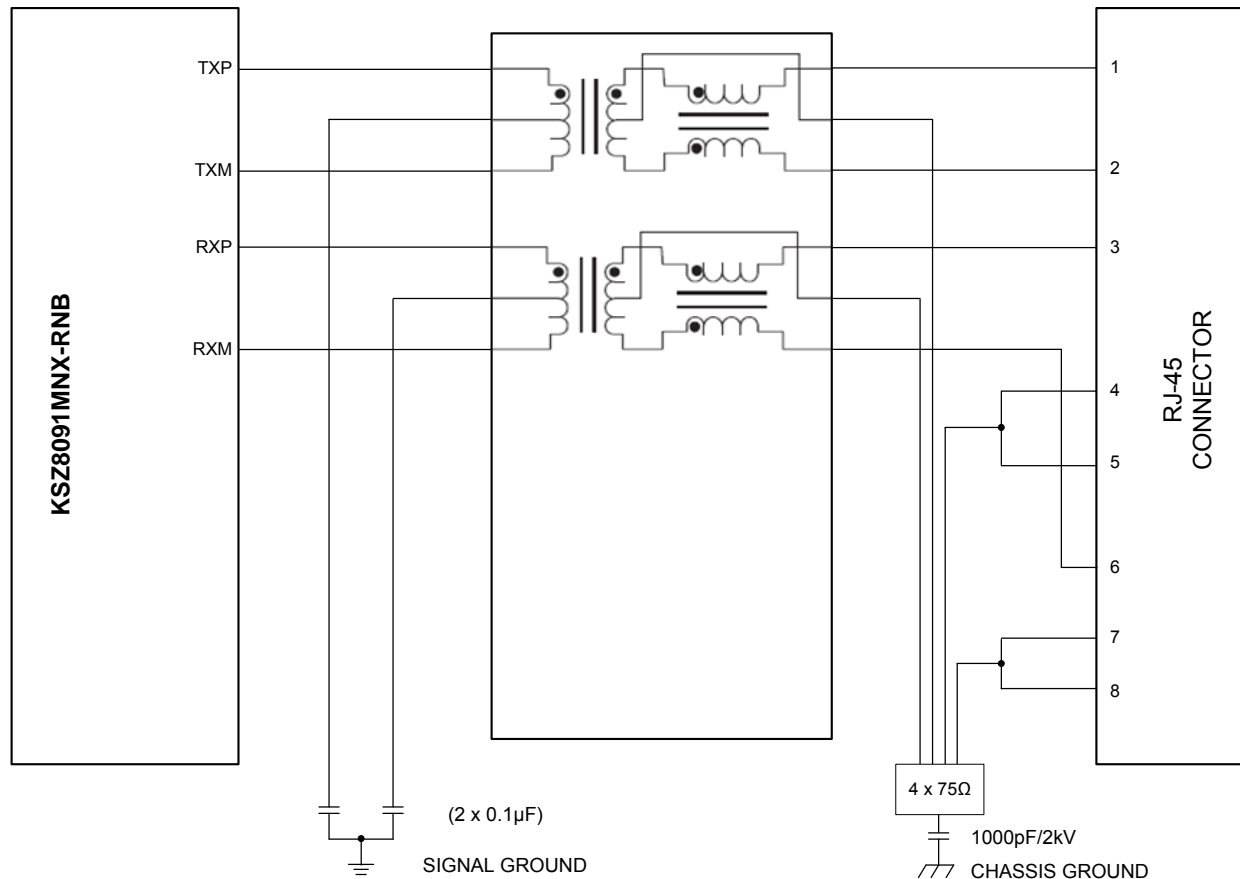 KSZ8091MNX-RNB
TXP
TXM
RXP
RXM
1
2
3
4
5
6
7
8
RJ-45
CONNECTOR
(2 x 0.1µF)
SIGNAL GROUND
4 x 75Ω
1000pF/2kV
CHASSIS GROUND